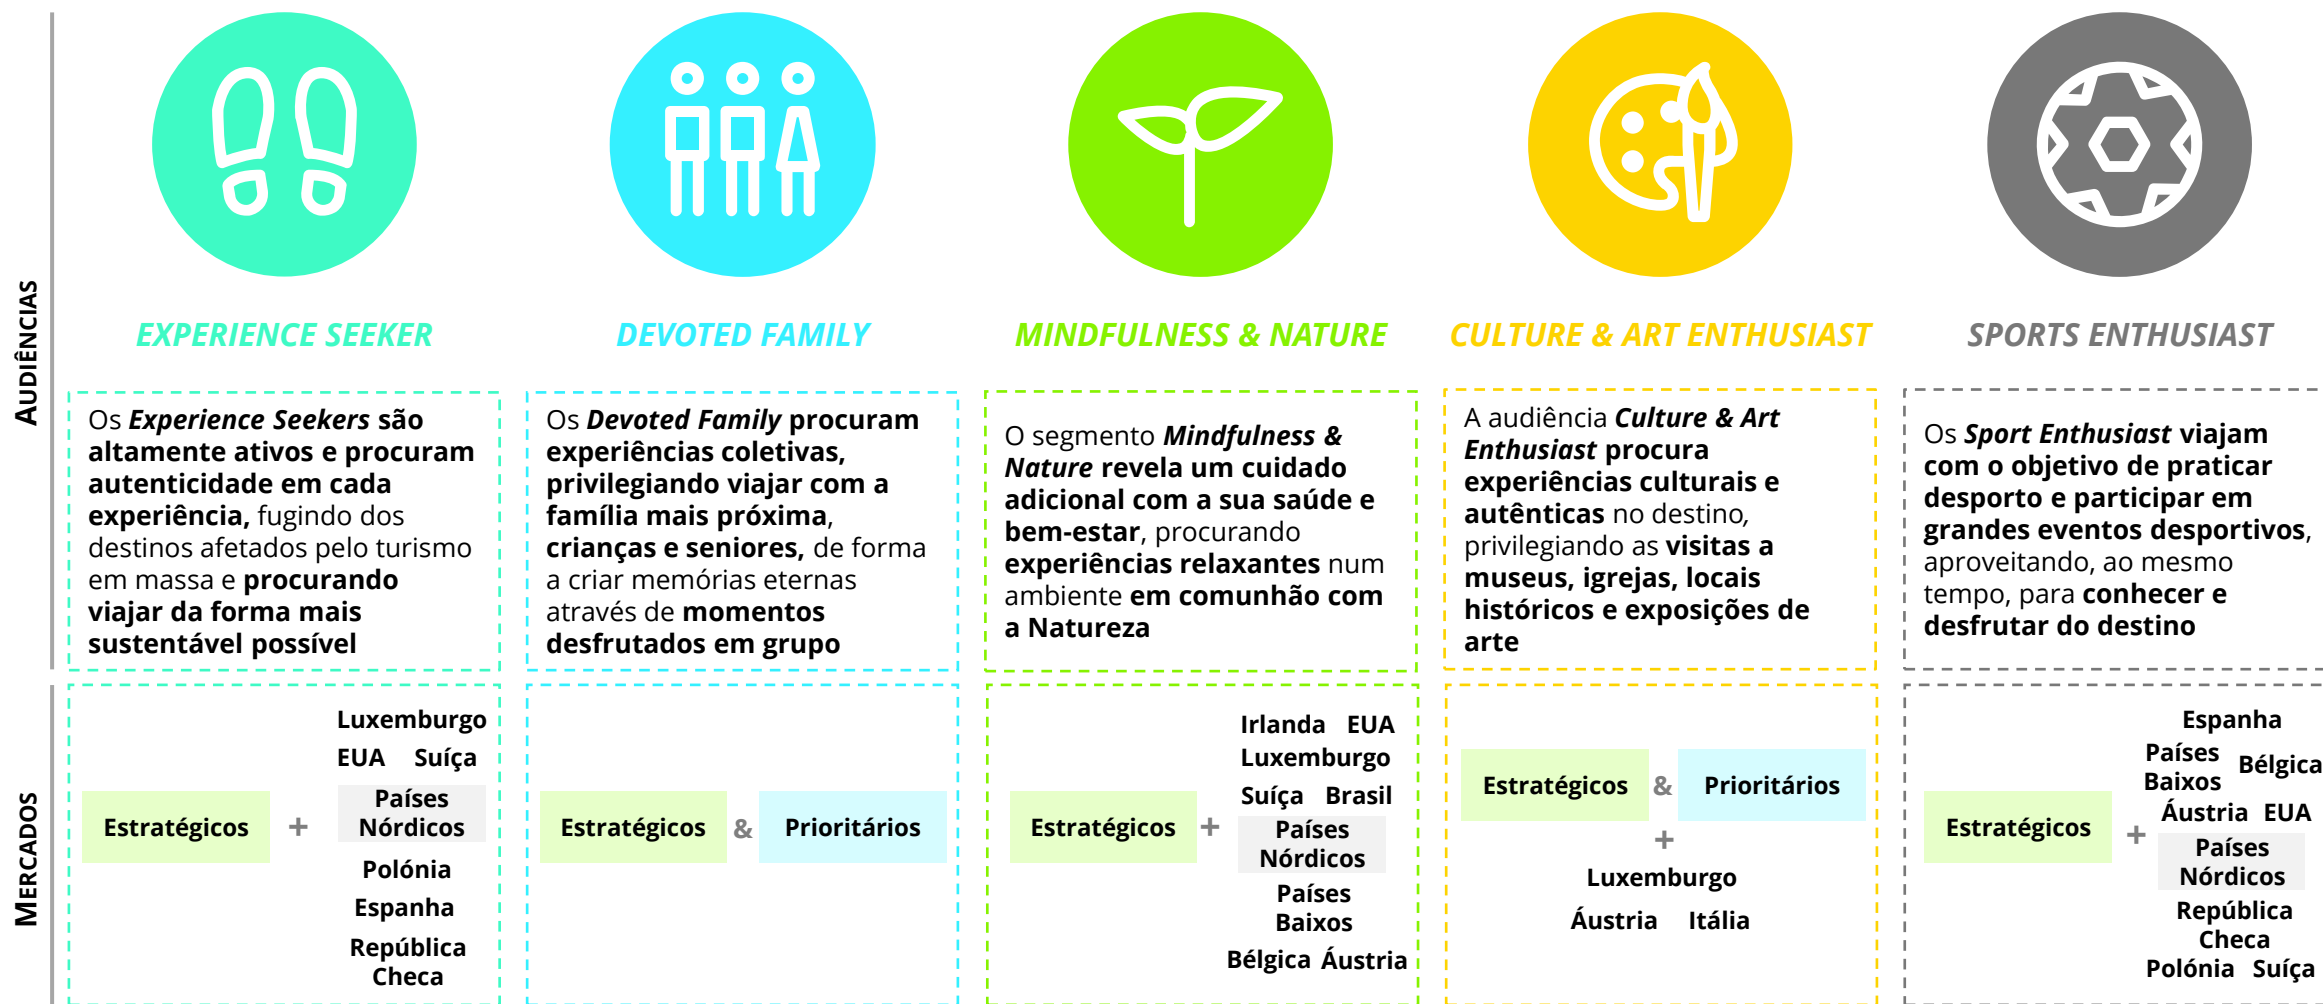 AUDIÊNCIAS
EXPERIENCE SEEKER
Os Experience Seekers são
altamente ativos e procuram
autenticidade em cada
experiência, fugindo dos
destinos afetados pelo turismo
em massa e procurando
viajar da forma mais
sustentável possível
DEVOTED FAMILY
Os Devoted Family procuram
experiências coletivas,
privilegiando viajar com a
família mais próxima,
crianças e seniores, de forma
a criar memórias eternas
através de momentos
desfrutados em grupo
MINDFULNESS & NATURE
O segmento Mindfulness &
Nature revela um cuidado
adicional com a sua saúde e
bem-estar, procurando
experiências relaxantes num
ambiente em comunhão com
a Natureza
CULTURE & ART ENTHUSIAST
A audiência Culture & Art
Enthusiast procura
experiências culturais e
autênticas no destino,
privilegiando as visitas a
museus, igrejas, locais
históricos e exposições de
arte
SPORTS ENTHUSIAST
Os Sport Enthusiast viajam
com o objetivo de praticar
desporto e participar em
grandes eventos desportivos,
aproveitando, ao mesmo
tempo, para conhecer e
desfrutar do destino
MERCADOS
Estratégicos +
Luxemburgo
EUA Suíça
Países
Nórdicos
Polónia
Espanha
República
Checa
Estratégicos & Prioritários
Estratégicos +
Irlanda EUA
Luxemburgo
Suíça Brasil
Países
Nórdicos
Países
Baixos
Bélgica Áustria
Estratégicos & Prioritários
+
Luxemburgo
Áustria Itália
Estratégicos +
Espanha
Países
Baixos
Bélgica
Áustria EUA
Países
Nórdicos
República
Checa
Polónia Suíça